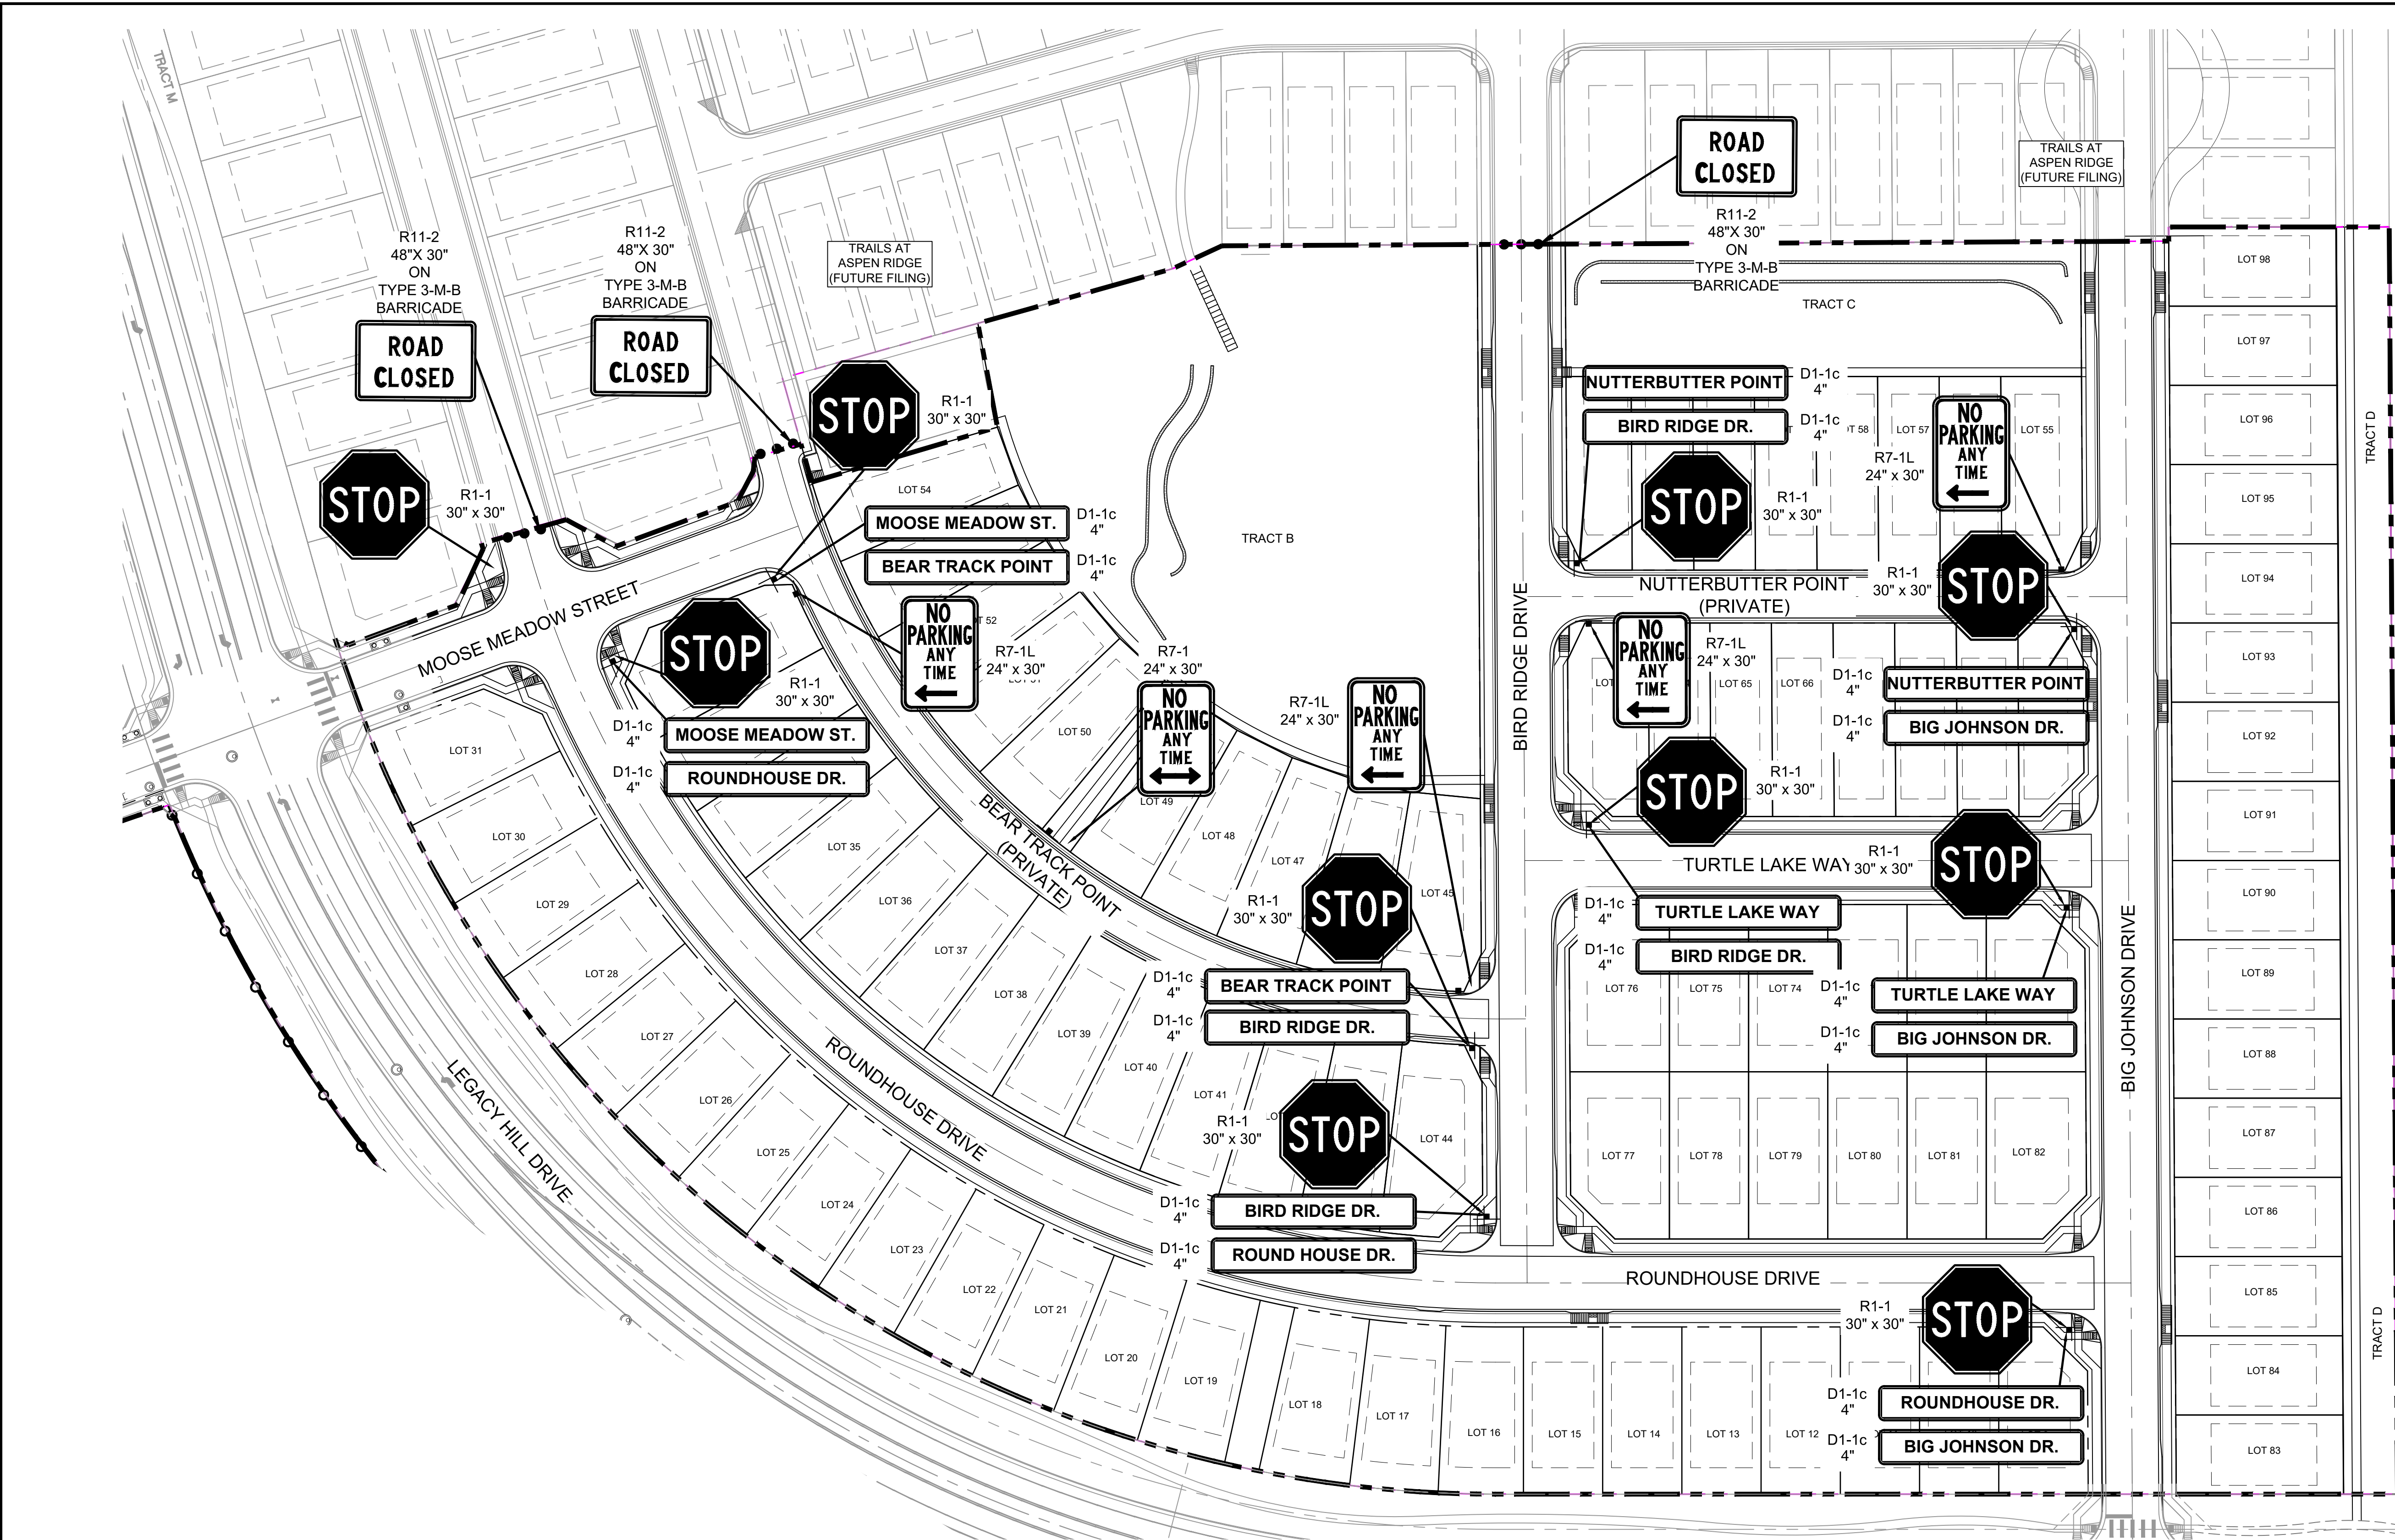 TRACT M
ROAD
CLOSED
R11-2
48"X 30"
ON
TYPE 3-M-B
BARRICADE
TRAILS AT
ASPEN RIDGE
(FUTURE FILING)
R11-2
48"X 30"
ON
TYPE 3-M-B
BARRICADE
ROAD
CLOSED
R11-2
48"X 30"
ON
TYPE 3-M-B
BARRICADE
ROAD
CLOSED
TRAILS AT
ASPEN RIDGE
(FUTURE FILING)
TRACT C
STOP
R1-1
30" x 30"
STOP
R1-1
30" x 30"
LOT 54
MOOSE MEADOW ST.
D1-1c
4"
BEAR TRACK POINT
D1-1c
4"
TRACT B
NUTTERBUTTER POINT
D1-1c
4"
BIRD RIDGE DR.
D1-1c
4"
LOT 57
LOT 55
NO
PARKING
ANY
TIME
R7-1L
24" x 30"
STOP
R1-1
30" x 30"
NUTTERBUTTER POINT
(PRIVATE)
R1-1
30" x 30"
STOP
MOOSE MEADOW STREET
STOP
R1-1
30" x 30"
D1-1c
4"
MOOSE MEADOW ST.
D1-1c
4"
ROUNDHOUSE DR.
NO
PARKING
ANY
TIME
R7-1L
24" x 30"
R7-1
24" x 30"
NO
PARKING
ANY
TIME
R7-1L
24" x 30"
NO
PARKING
ANY
TIME
BIRD RIDGE DRIVE
NO
PARKING
ANY
TIME
R7-1L
24" x 30"
LOT 65
LOT 66
D1-1c
4"
NUTTERBUTTER POINT
D1-1c
4"
BIG JOHNSON DR.
STOP
R1-1
30" x 30"
TURTLE LAKE WAY
R1-1
30" x 30"
STOP
D1-1c
4"
TURTLE LAKE WAY
D1-1c
4"
BIRD RIDGE DR.
LOT 76
LOT 75
LOT 74
D1-1c
4"
TURTLE LAKE WAY
D1-1c
4"
BIG JOHNSON DR.
BIG JOHNSON DRIVE
LOT 50
LOT 49
LOT 48
LOT 47
LOT 45
BEAR TRACK POINT
(PRIVATE)
R1-1
30" x 30"
STOP
D1-1c
4"
BEAR TRACK POINT
D1-1c
4"
BIRD RIDGE DR.
LOT 35
LOT 36
LOT 37
LOT 38
LOT 39
LOT 40
LOT 41
LOT 44
R1-1
30" x 30"
STOP
D1-1c
4"
BIRD RIDGE DR.
D1-1c
4"
ROUND HOUSE DR.
LOT 77
LOT 78
LOT 79
LOT 80
LOT 81
LOT 82
ROUNDHOUSE DRIVE
ROUNDHOUSE DRIVE
LEGACY HILL DRIVE
R1-1
30" x 30"
STOP
D1-1c
4"
ROUNDHOUSE DR.
D1-1c
4"
BIG JOHNSON DR.
LOT 31
LOT 30
LOT 29
LOT 28
LOT 27
LOT 26
LOT 25
LOT 24
LOT 23
LOT 22
LOT 21
LOT 20
LOT 19
LOT 18
LOT 17
LOT 16
LOT 15
LOT 14
LOT 13
LOT 12
LOT 98
LOT 97
LOT 96
LOT 95
LOT 94
LOT 93
LOT 92
LOT 91
LOT 90
LOT 89
LOT 88
LOT 87
LOT 86
LOT 85
LOT 84
LOT 83
TRACT D
TRACT D